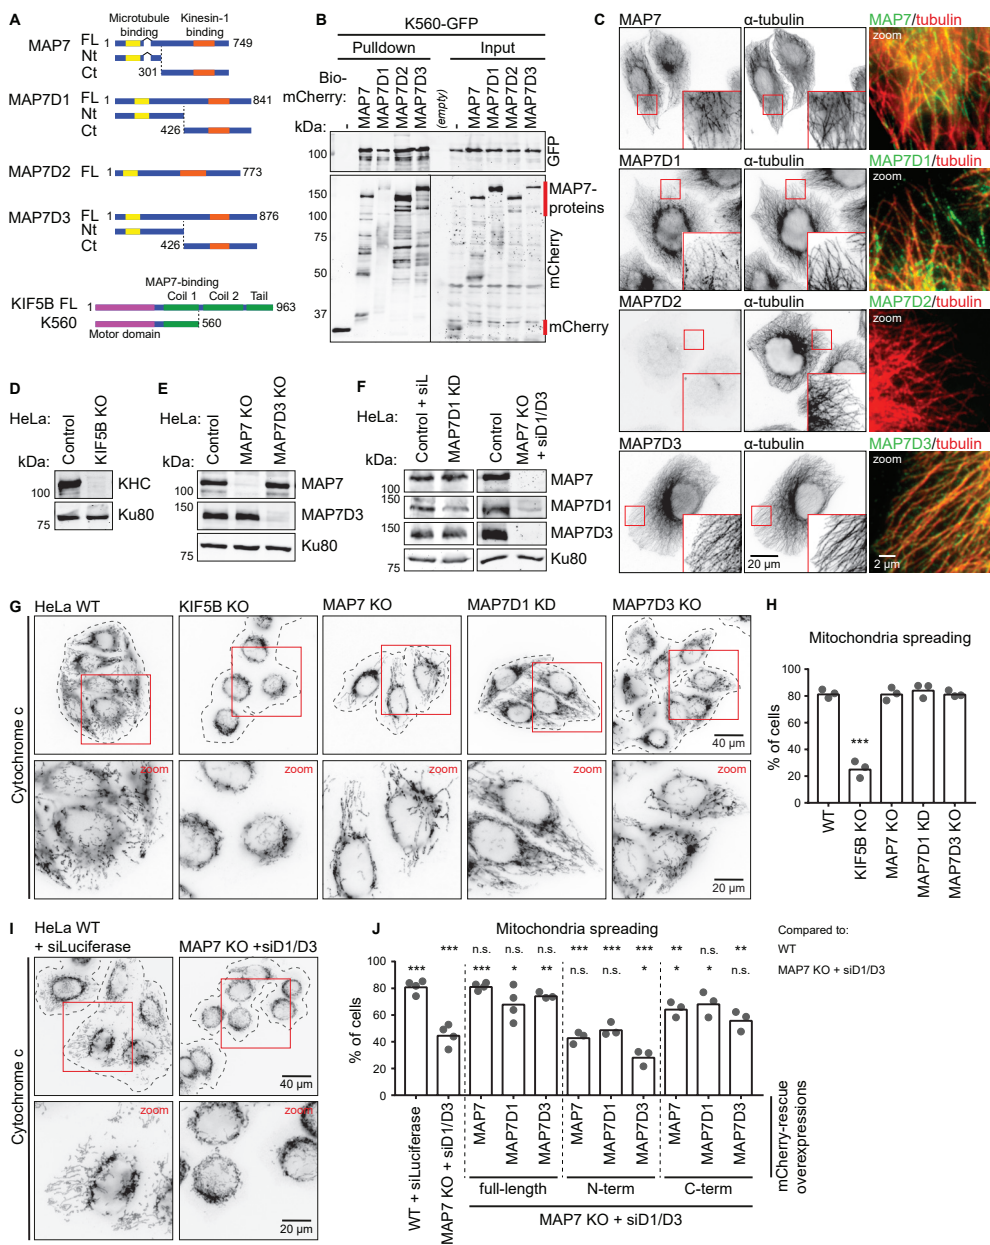 A
Microtubule binding
Kinesin-1 binding
MAP7
FL 1 749
Nt
Ct 301
MAP7D1
FL 1 841
Nt
Ct 426
MAP7D2 FL 1 773
MAP7D3
FL 1 876
Nt
Ct 426
MAP7-binding
Coil 1 Coil 2 Tail
KIF5B FL 1 963
K560 560
Motor domain
B
K560-GFP
Pulldown Input
Bio-mCherry:
- MAP7 MAP7D1 MAP7D2 MAP7D3 (empty) - MAP7 MAP7D1 MAP7D2 MAP7D3
kDa:
100
GFP
150
100
75
50
37
MAP7-proteins
mCherry
mCherry
C
MAP7 α-tubulin MAP7/tubulin
zoom
MAP7D1 α-tubulin MAP7D1/tubulin
zoom
MAP7D2 α-tubulin MAP7D2/tubulin
zoom
MAP7D3 α-tubulin MAP7D3/tubulin
zoom
20 µm
2 µm
D
HeLa:
Control KIF5B KO
kDa:
100 KHC
75 Ku80
E
HeLa:
Control MAP7 KO MAP7D3 KO
kDa:
100 MAP7
150 MAP7D3
75 Ku80
F
HeLa:
Control + siL MAP7D1 KD Control MAP7 KO + siD1/D3
kDa:
100 MAP7
150 MAP7D1
150 MAP7D3
75 Ku80
G
HeLa WT KIF5B KO MAP7 KO MAP7D1 KD MAP7D3 KO
Cytochrome c
40 µm
zoom zoom zoom zoom zoom
20 µm
H
Mitochondria spreading
% of cells
100
80
60
40
20
0
***
WT KIF5B KO MAP7 KO MAP7D1 KD MAP7D3 KO
I
HeLa WT + siLuciferase
MAP7 KO +siD1/D3
Cytochrome c
40 µm
zoom zoom
20 µm
J
Mitochondria spreading
Compared to:
*** n.s. n.s. n.s. *** *** *** ** n.s. ** WT
*** *** * ** n.s. n.s. * * * n.s. MAP7 KO + siD1/D3
% of cells
100
80
60
40
20
0
WT + siLuciferase
MAP7 KO + siD1/D3
MAP7 MAP7D1 MAP7D3 MAP7 MAP7D1 MAP7D3 MAP7 MAP7D1 MAP7D3
full-length N-term C-term
MAP7 KO + siD1/D3
mCherry-rescue overexpressions